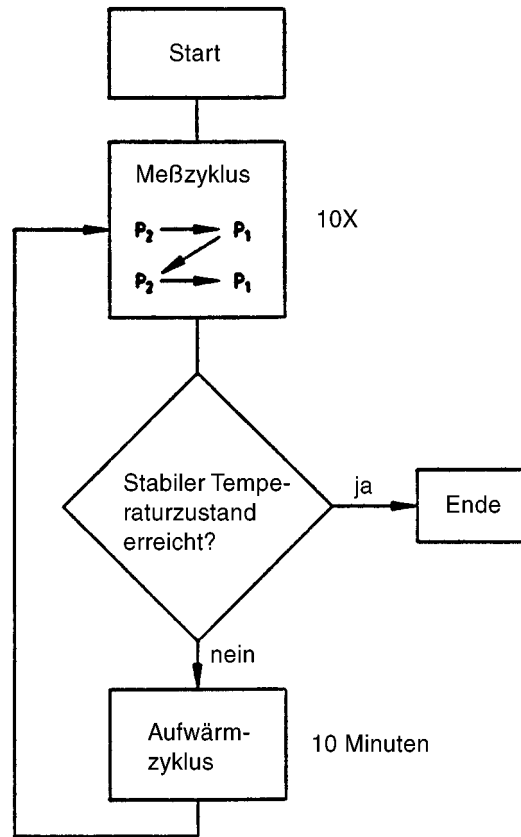 Start
Meßzyklus
10X
P₂ P₁
P₂ P₁
Stabiler Tempe-
raturzustand
erreicht?
ja
Ende
nein
Aufwärm-
zyklus
10 Minuten